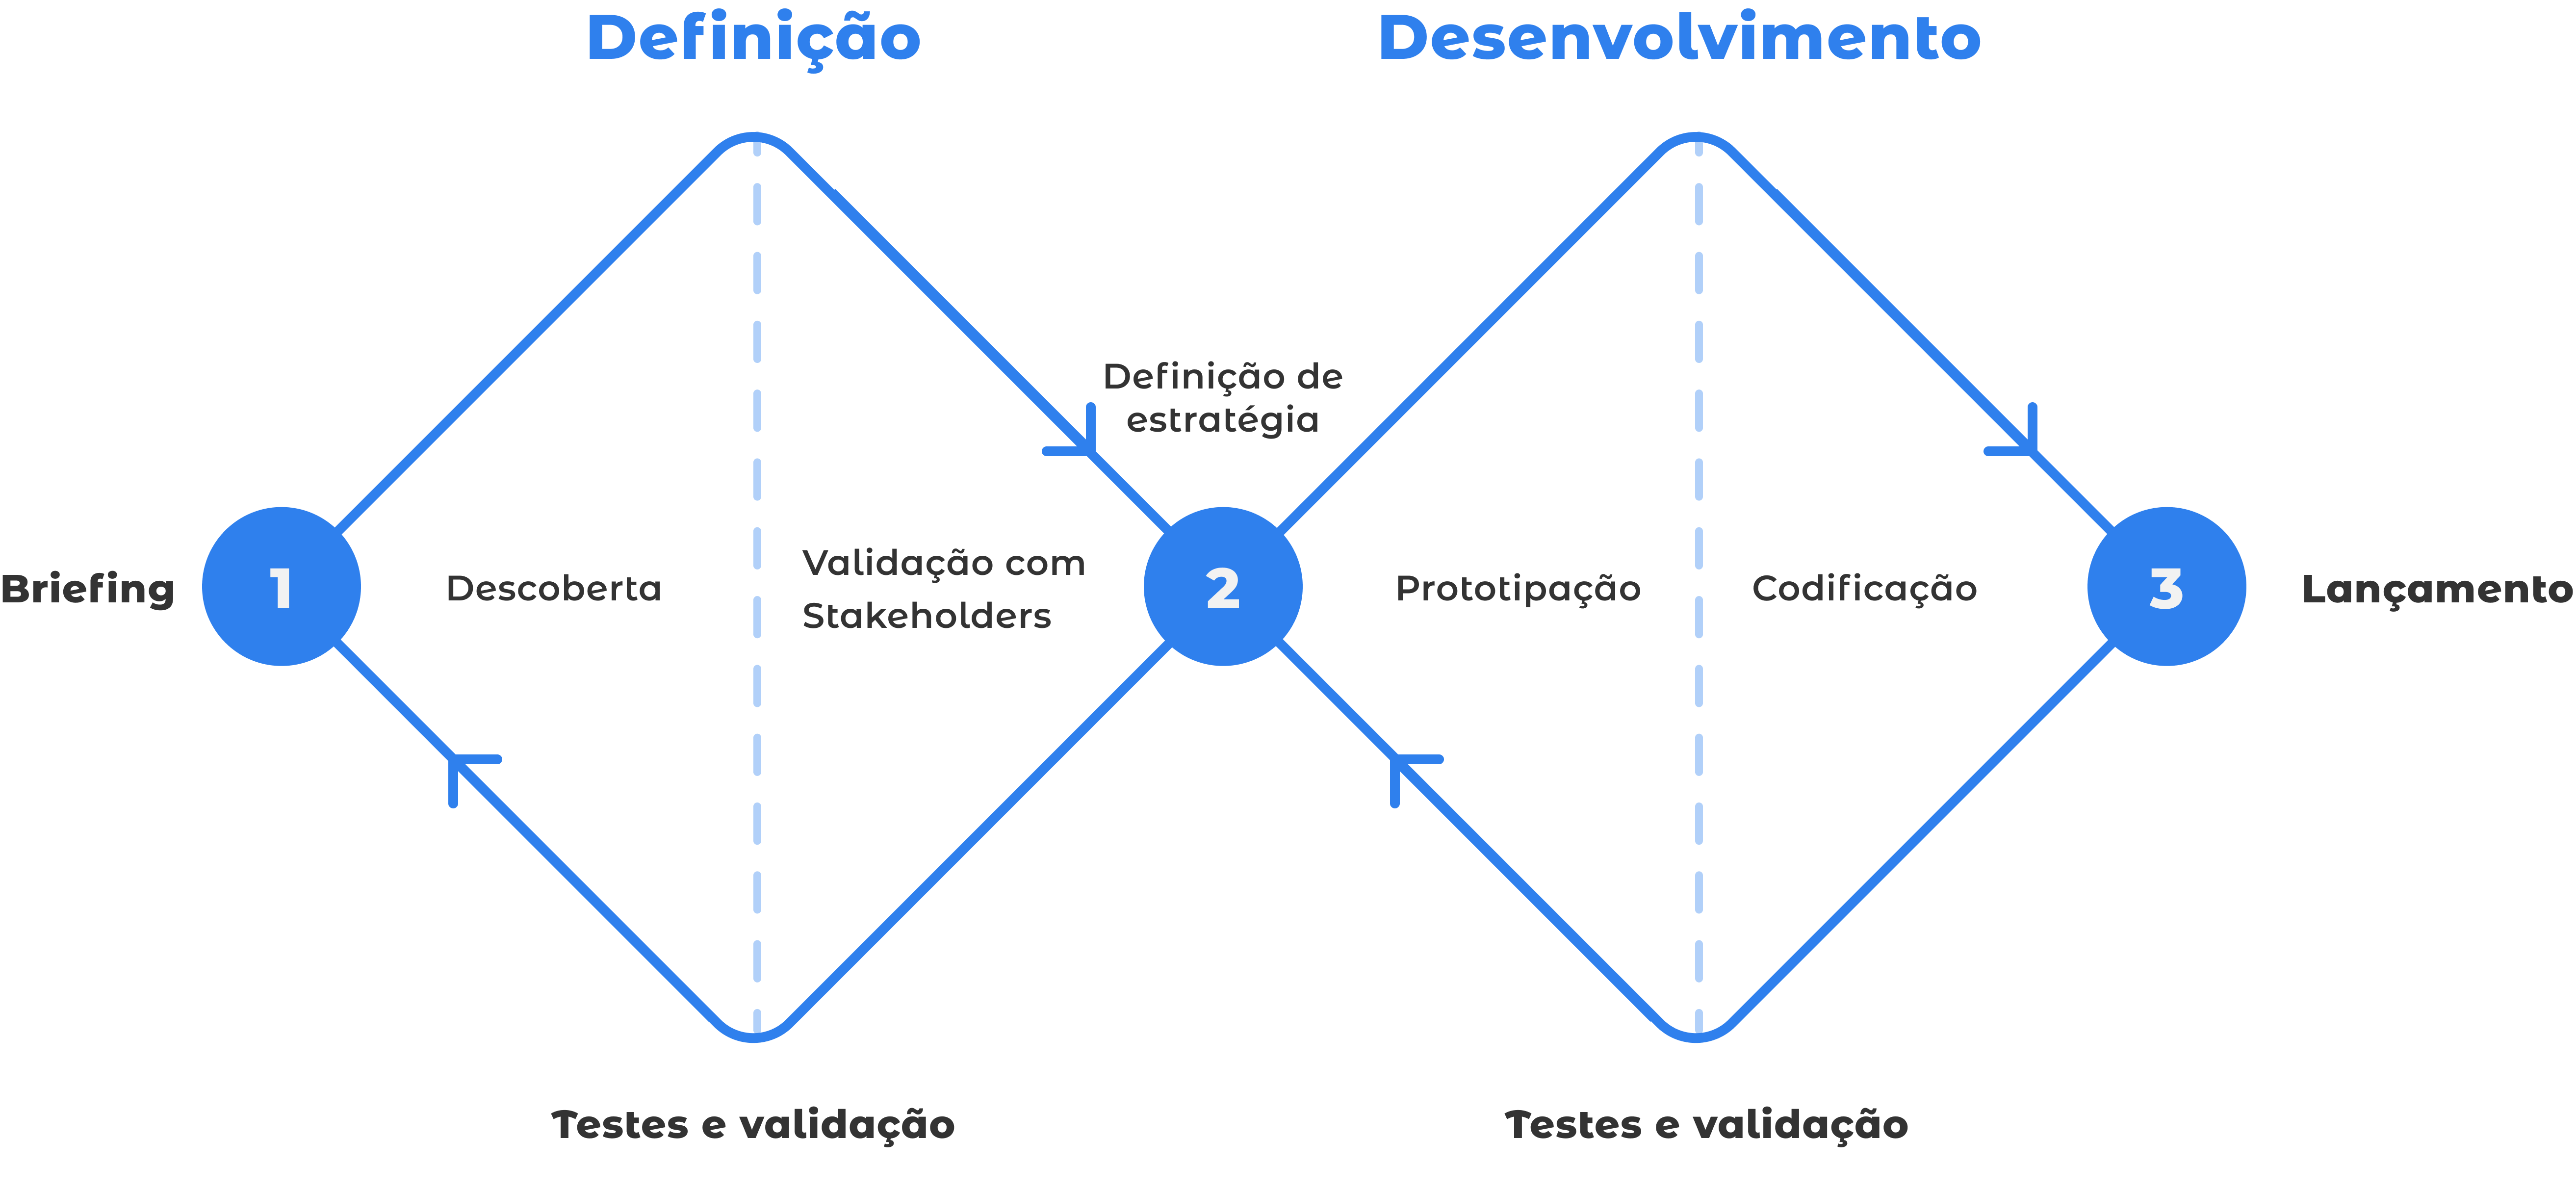 Definição
Desenvolvimento
Definição de
estratégia
Briefing
1
Descoberta
Validação com
Stakeholders
2
Prototipação
Codificação
3
Lançamento
Testes e validação
Testes e validação